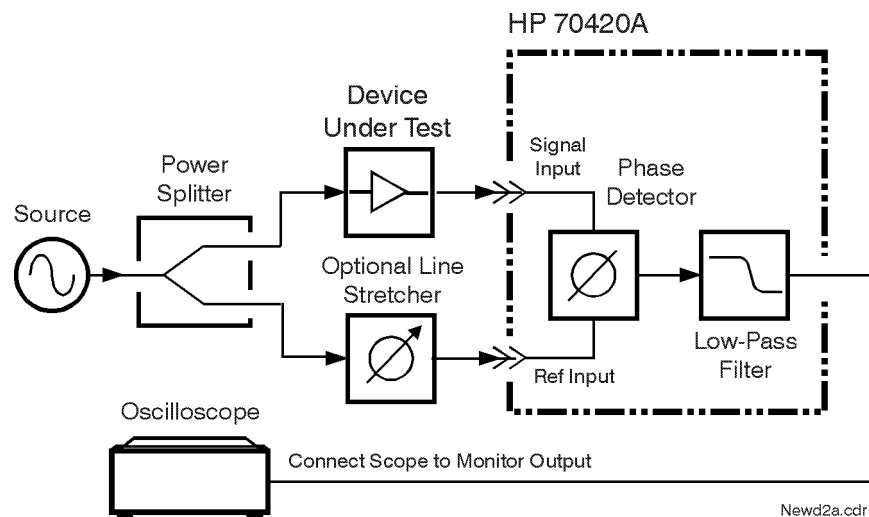 HP 70420A
Device
Under Test
Signal
Input
Phase
Detector
Power
Splitter
Source
Optional Line
Stretcher
Low-Pass
Filter
Ref Input
Oscilloscope
Connect Scope to Monitor Output
Newd2a.cdr